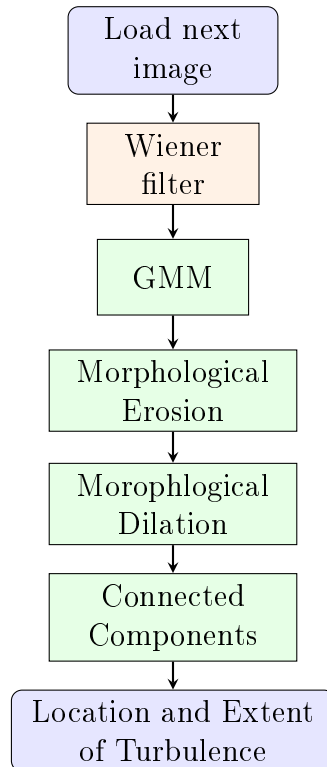 Load next
image
Wiener
filter
GMM
Morphological
Erosion
Morophlogical
Dilation
Connected
Components
Location and Extent
of Turbulence